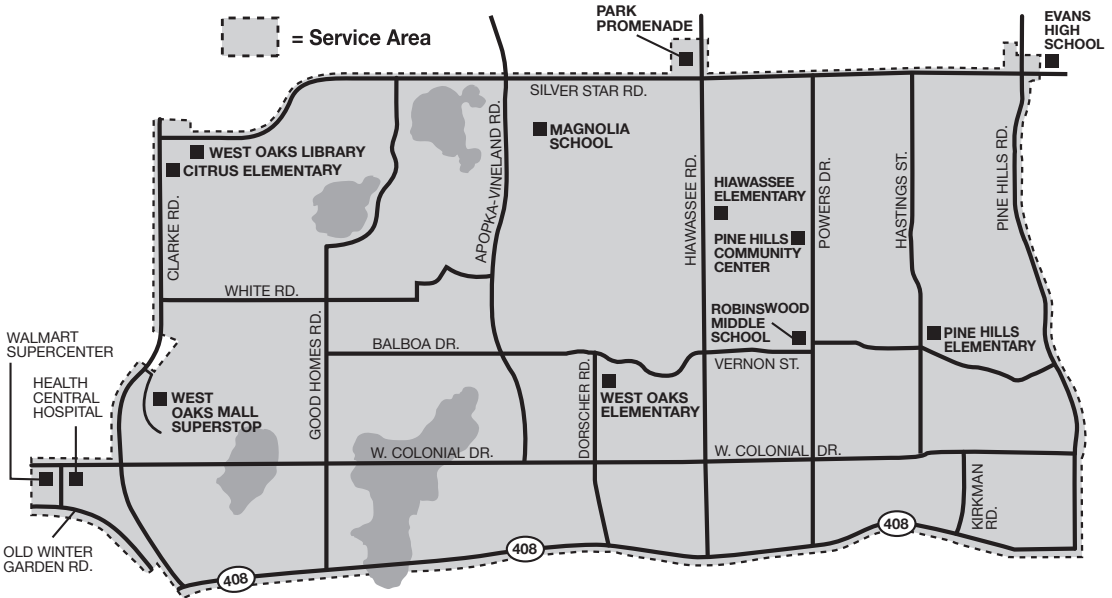 PARK
PROMENADE
EVANS
HIGH
SCHOOL
= Service Area
SILVER STAR RD.
MAGNOLIA
SCHOOL
WEST OAKS LIBRARY
CITRUS ELEMENTARY
CLARKE RD.
APOPKA-VINELAND RD.
HIAWASSEE RD.
HIAWASSEE
ELEMENTARY
PINE HILLS
COMMUNITY
CENTER
POWERS DR.
HASTINGS ST.
PINE HILLS RD.
WHITE RD.
ROBINSWOOD
MIDDLE
SCHOOL
PINE HILLS
ELEMENTARY
WALMART
SUPERCENTER
HEALTH
CENTRAL
HOSPITAL
GOOD HOMES RD.
BALBOA DR.
VERNON ST.
DORSCHER RD.
WEST
OAKS MALL
SUPERSTOP
WEST OAKS
ELEMENTARY
W. COLONIAL DR.
W. COLONIAL DR.
KIRKMAN
RD.
OLD WINTER
GARDEN RD.
408
408
408